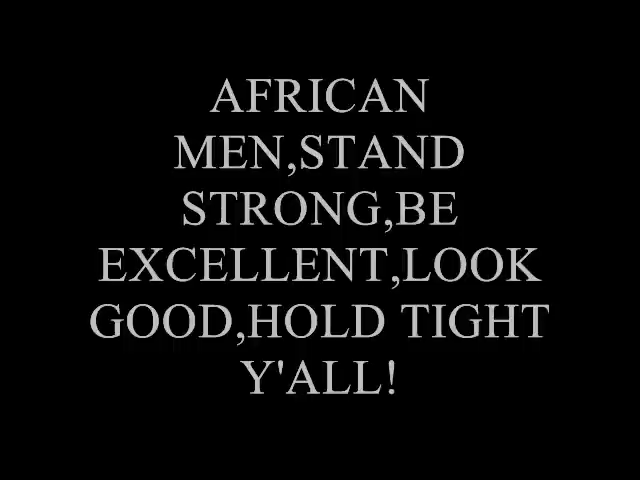 AFRICAN
MEN,STAND
STRONG,BE
EXCELLENT,LOOK
GOOD,HOLD TIGHT
Y'ALL!